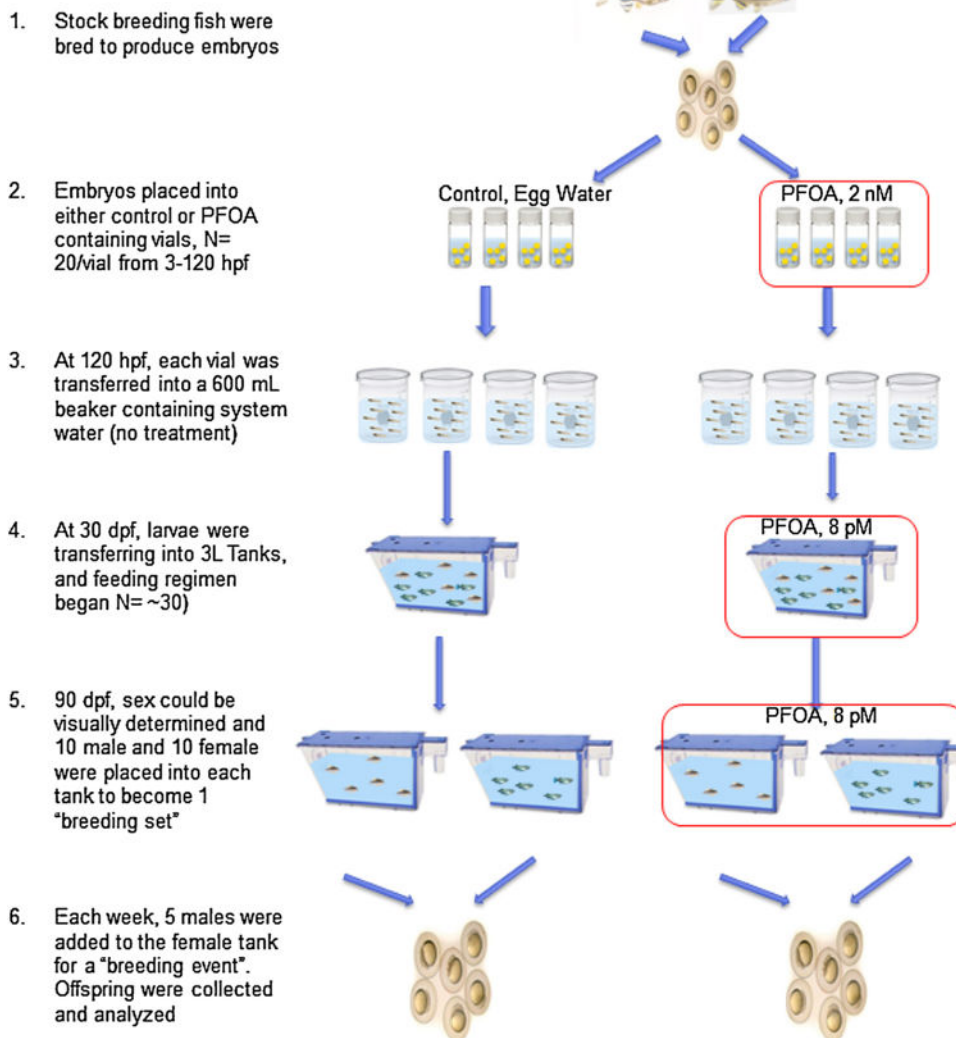 1. Stock breeding fish were
bred to produce embryos
2. Embryos placed into
either control or PFOA
containing vials, N=
20/vial from 3-120 hpf
Control, Egg Water
PFOA, 2 nM
3. At 120 hpf, each vial was
transferred into a 600 mL
beaker containing system
water (no treatment)
4. At 30 dpf, larvae were
transferring into 3L Tanks,
and feeding regimen
began N= ~30)
PFOA, 8 pM
5. 90 dpf, sex could be
visually determined and
10 male and 10 female
were placed into each
tank to become 1
"breeding set"
PFOA, 8 pM
6. Each week, 5 males were
added to the female tank
for a "breeding event".
Offspring were collected
and analyzed